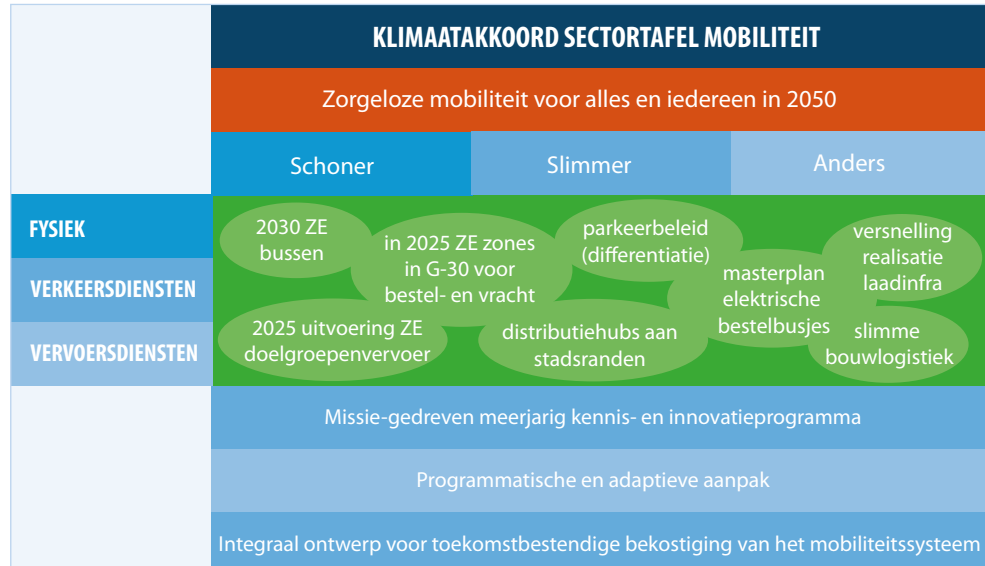 KLIMAATAKKOORD SECTORTAFEL MOBILITEIT
Zorgeloze mobiliteit voor alles en iedereen in 2050
Schoner
Slimmer
Anders
FYSIEK
VERKEERSDIENSTEN
VERVOERSDIENSTEN
2030 ZE
bussen
in 2025 ZE zones
in G-30 voor
bestel- en vracht
parkeerbeleid
(differentiatie)
masterplan
elektrische
bestelbusjes
versnelling
realisatie
laadinfra
2025 uitvoering ZE
doelgroepenvervoer
distributiehubs aan
stadsranden
slimme
bouwlogistiek
Missie-gedreven meerjarig kennis- en innovatieprogramma
Programmatische en adaptieve aanpak
Integraal ontwerp voor toekomstbestendige bekostiging van het mobiliteitssysteem